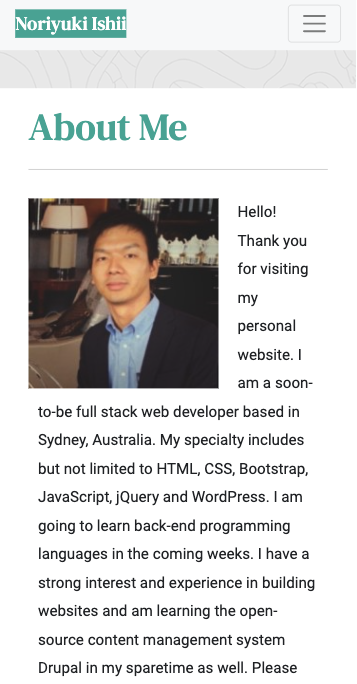 Noriyuki Ishii
About Me
Hello!
Thank you
for visiting
my
personal
website. I
am a soon-
to-be full stack web developer based in
Sydney, Australia. My specialty includes
but not limited to HTML, CSS, Bootstrap,
JavaScript, jQuery and WordPress. I am
going to learn back-end programming
languages in the coming weeks. I have a
strong interest and experience in building
websites and am learning the open-
source content management system
Drupal in my sparetime as well. Please